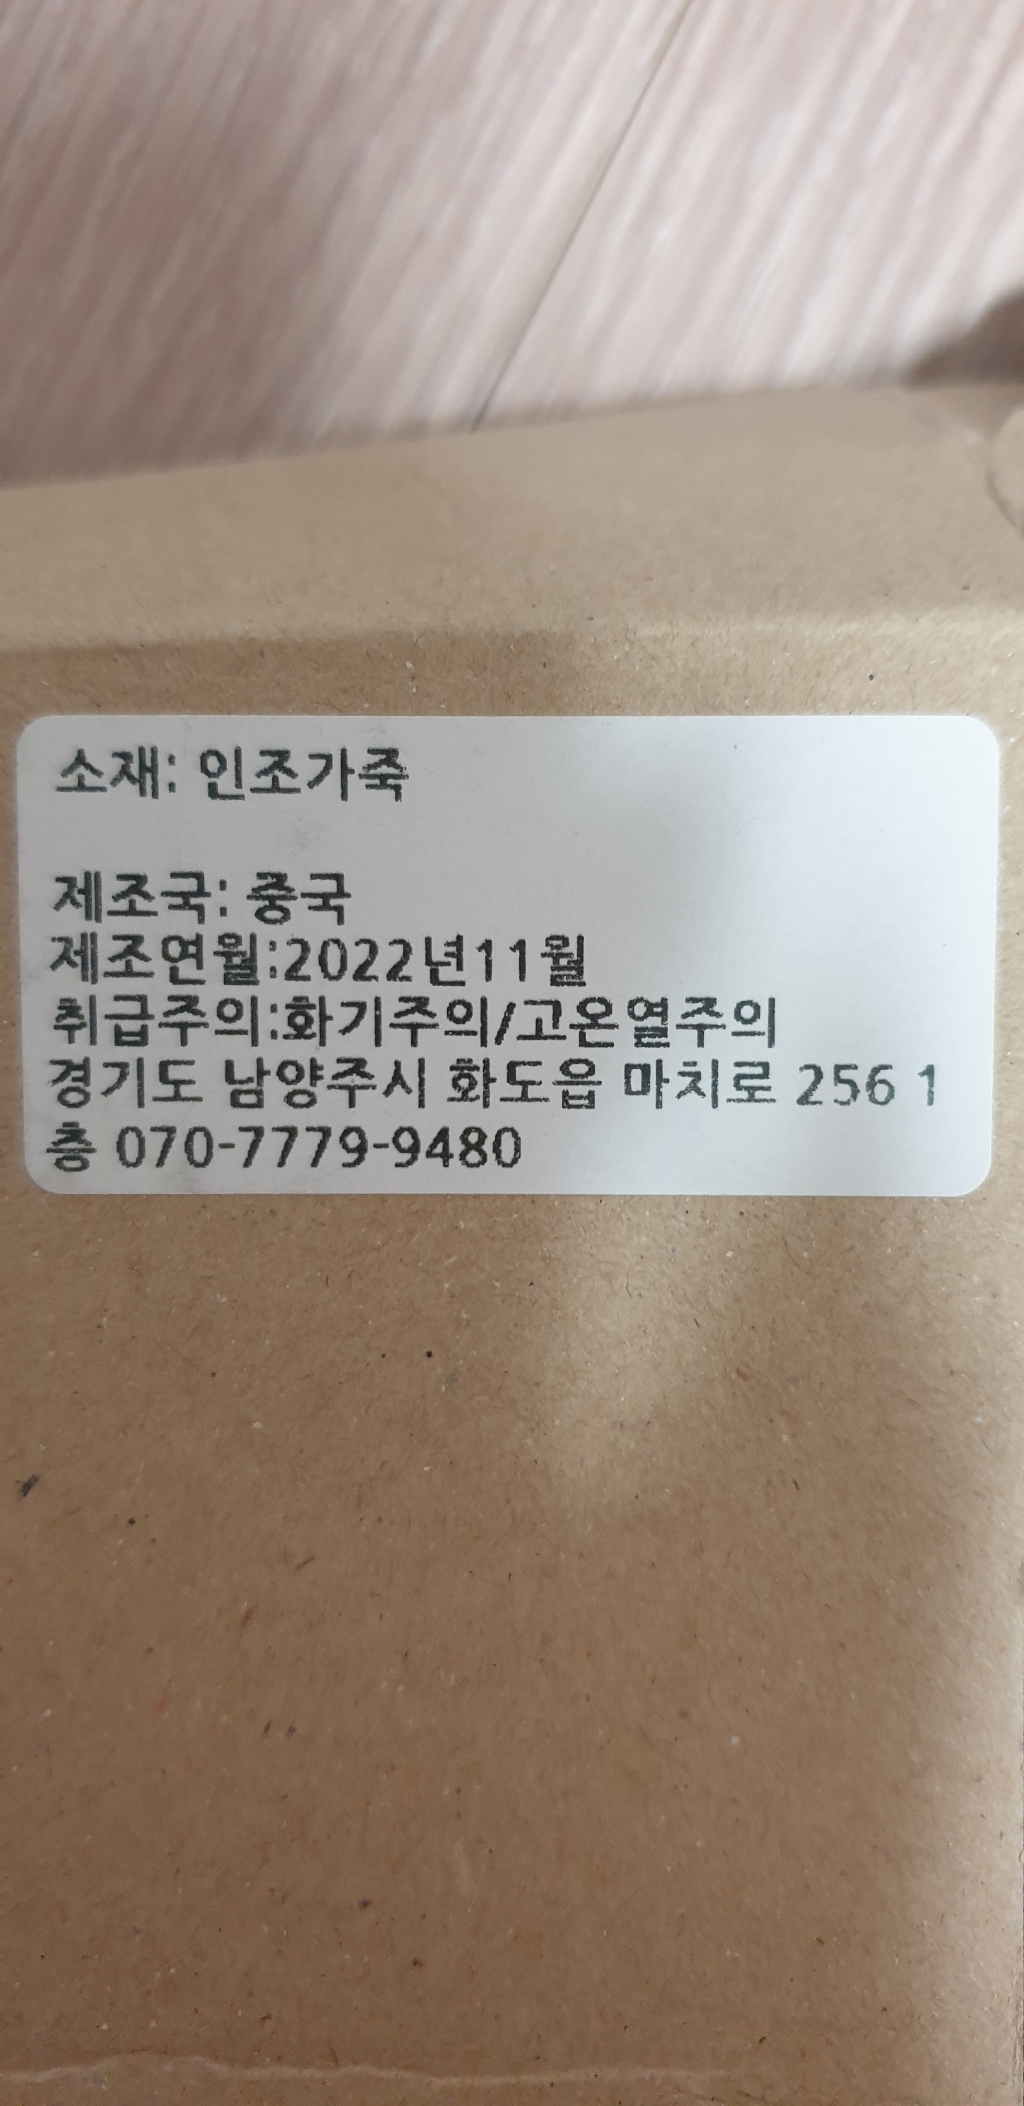 소재: 인조가죽
제조국: 중국
제조연월:2022년11월
취급주의:화기주의/고온열주의
경기도 남양주시 화도읍 마치로 256 1
층 070-7779-9480